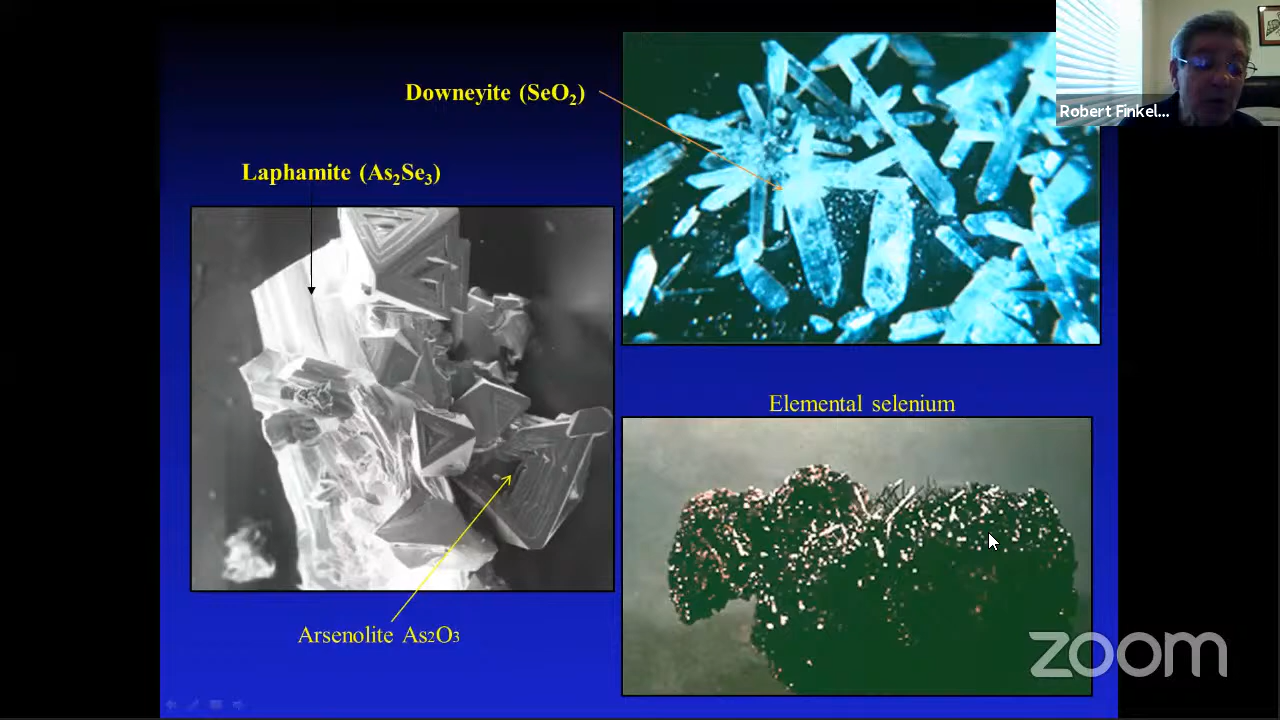 Downeyite (SeO₂)
Robert Finkel...
Laphamite (As₂Se₃)
Elemental selenium
Arsenolite As₂O₃
zoom